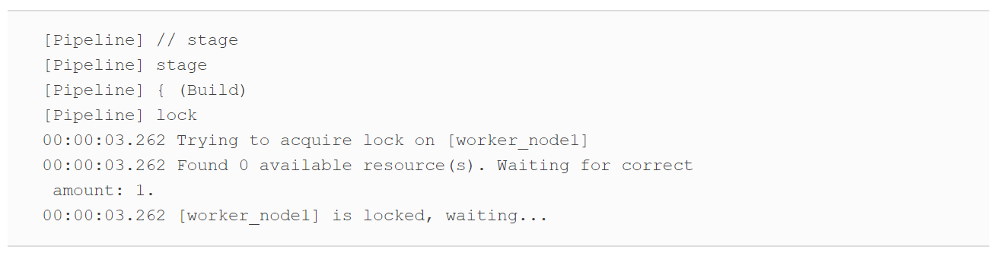 [Pipeline] // stage
[Pipeline] stage
[Pipeline] { (Build)
[Pipeline] lock
00:00:03.262 Trying to acquire lock on [worker_node1]
00:00:03.262 Found 0 available resource(s). Waiting for correct
amount: 1.
00:00:03.262 [worker_node1] is locked, waiting...